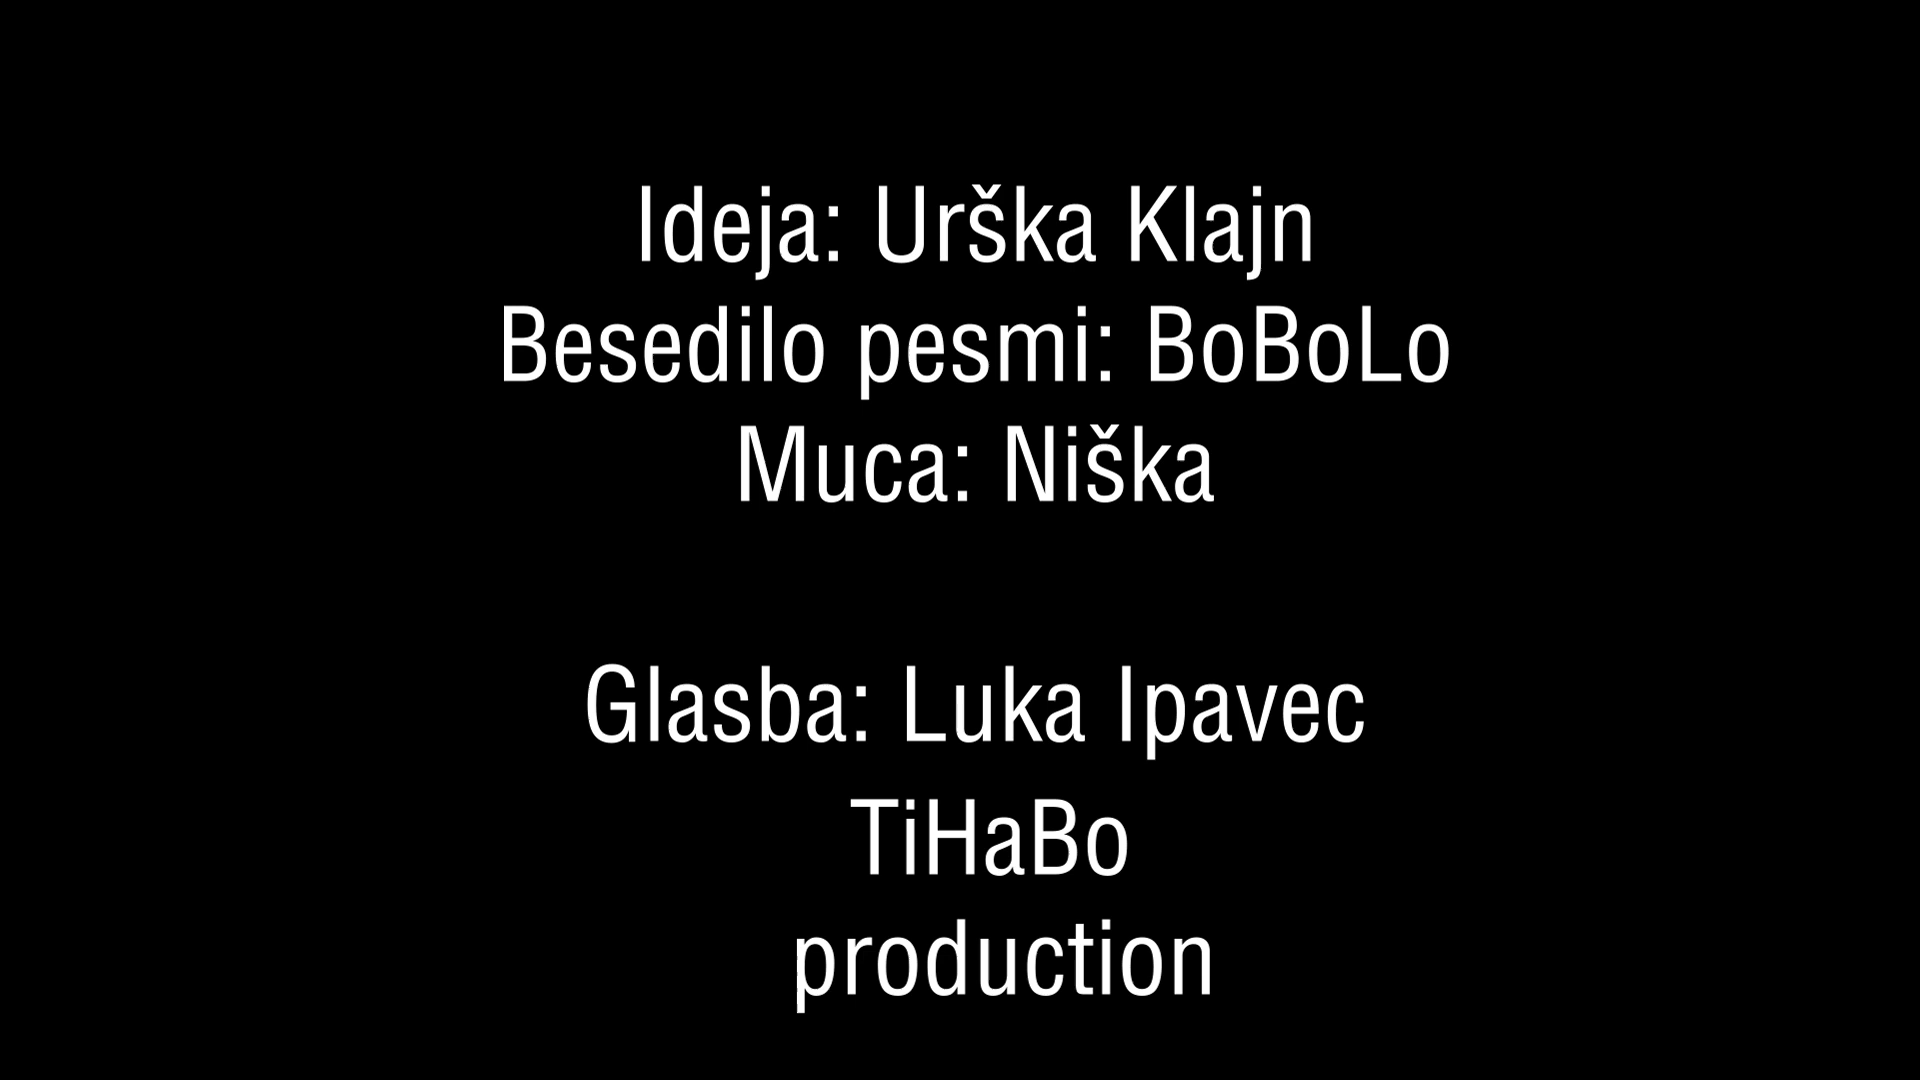 Ideja: Urška Klajn
Besedilo pesmi: BoBoLo
Muca: Niška
Glasba: Luka Ipavec
TiHaBo
production